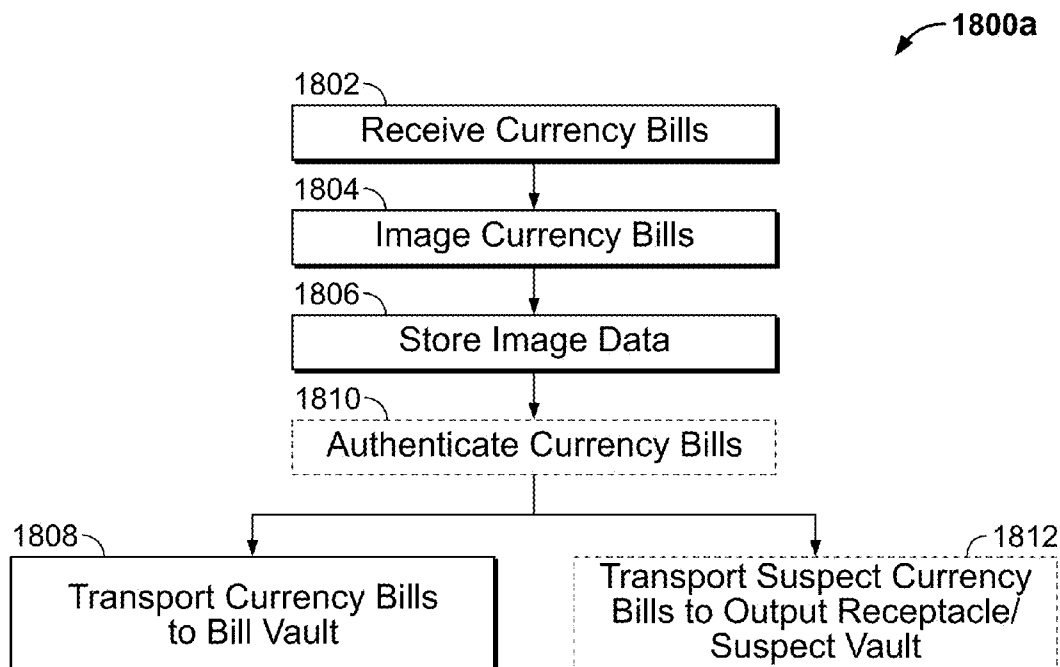 1800a
1802
Receive Currency Bills
1804
Image Currency Bills
1806
Store Image Data
1810
Authenticate Currency Bills
1808
Transport Currency Bills
to Bill Vault
1812
Transport Suspect Currency
Bills to Output Receptacle/
Suspect Vault